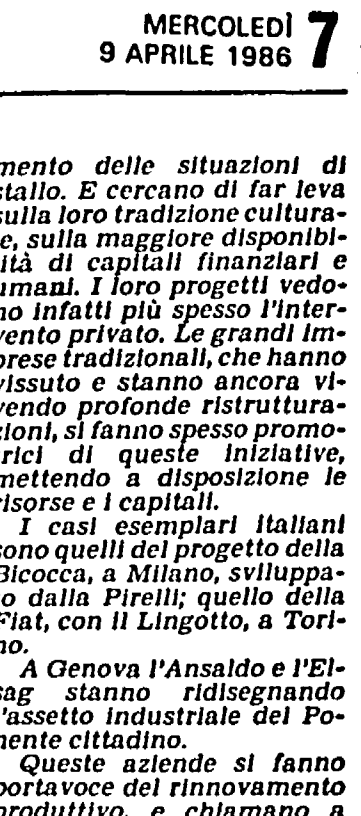 MERCOLEDÌ 7
9 APRILE 1986
mento delle situazioni di
stallo. E cercano di far leva
sulla loro tradizione cultura-
e, sulla maggiore disponibi-
ità di capitali finanziari e
umani. I loro progetti vedo-
no infatti più spesso l'inter-
vento privato. Le grandi im-
prese tradizionali, che hanno
vissuto e stanno ancora vi-
vendo profonde ristruttura-
zioni, si fanno spesso promo-
rici di queste iniziative,
mettendo a disposizione le
risorse e i capitali.
I casi esemplari italiani
sono quelli del progetto della
Bicocca, a Milano, sviluppa-
o dalla Pirelli; quello della
Fiat, con il Lingotto, a Tori-
no.
A Genova l'Ansaldo e l'El-
sag stanno ridisegnando
l'assetto industriale del Po-
nente cittadino.
Queste aziende si fanno
portavoce del rinnovamento
produttivo, e chiamano a